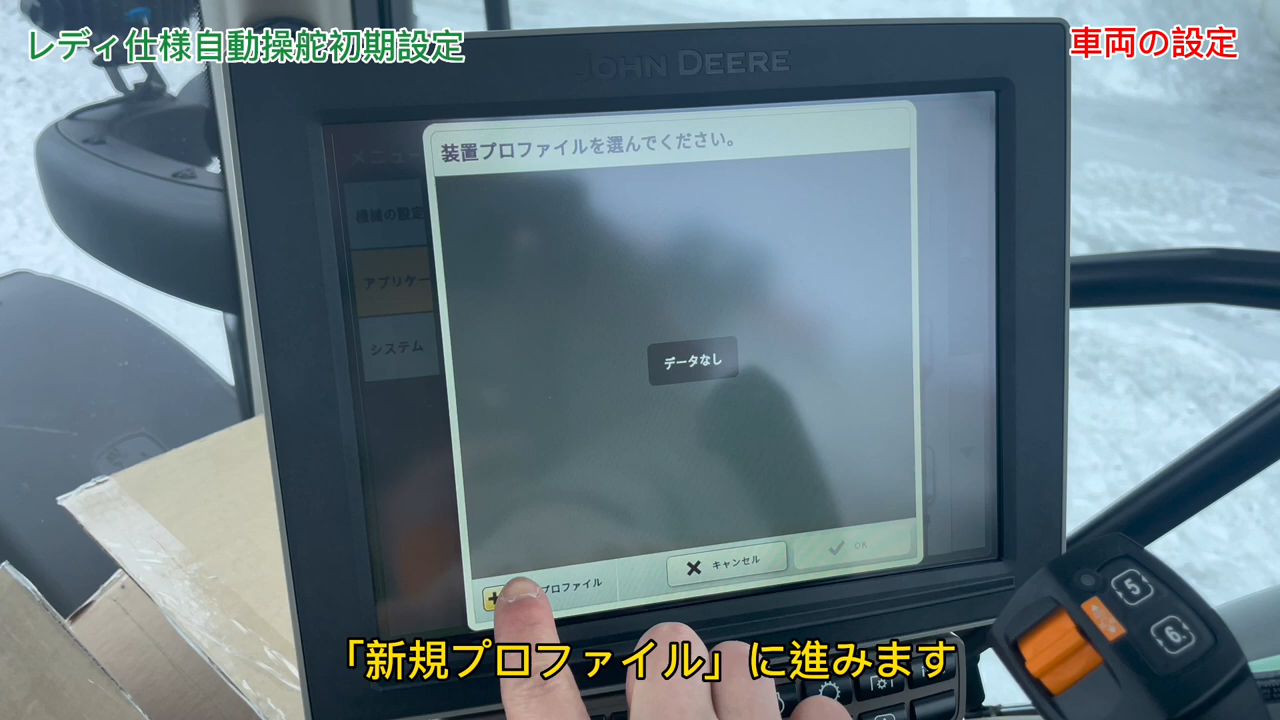 レディ仕様自動操舵初期設定
車両の設定
JOHN DEERE
装置プロファイルを選んでください。
メニュー
機械の設定
アプリケー
システム
データなし
プロファイル
キャンセル
OK
5
6
「新規プロファイル」に進みます